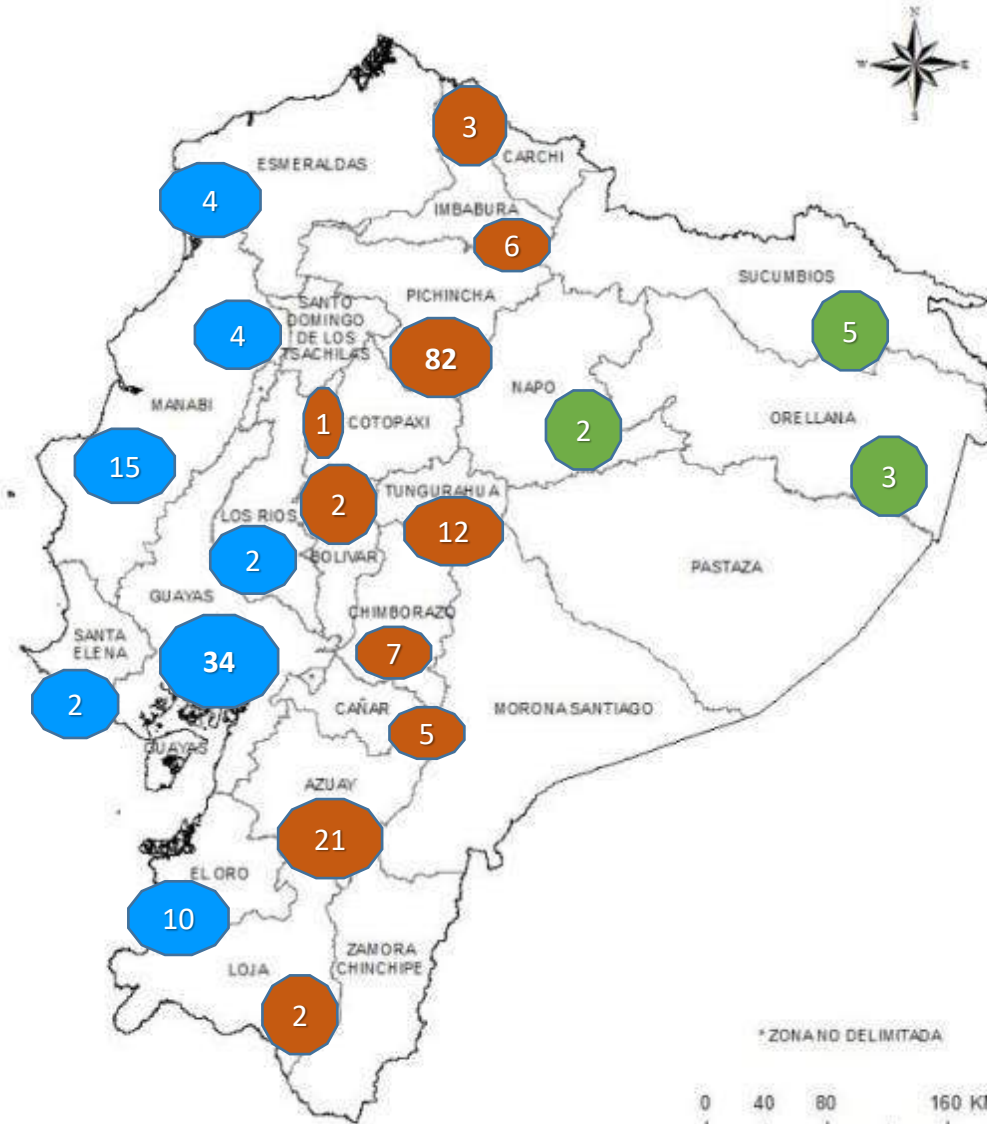 N
W
E
S
3
CARCHI
ESMERALDAS
4
IMBABURA
6
SUCUMBIOS
PICHINCHA
SANTO
DOMINGO
DE LOS
TSACHILAS
4
82
5
NAPO
MANABI
1
COTOPAXI
2
ORELLANA
15
3
TUNGURAHUA
2
LOS RIOS
12
BOLIVAR
2
PASTAZA
GUAYAS
CHIMBORAZO
SANTA
ELENA
34
7
2
CAÑAR
MORONA SANTIAGO
5
GUAYAS
AZUAY
21
EL ORO
10
ZAMORA
CHINCHIPE
LOJA
2
* ZONA NO DELIMITADA
0 40 80 160 KM